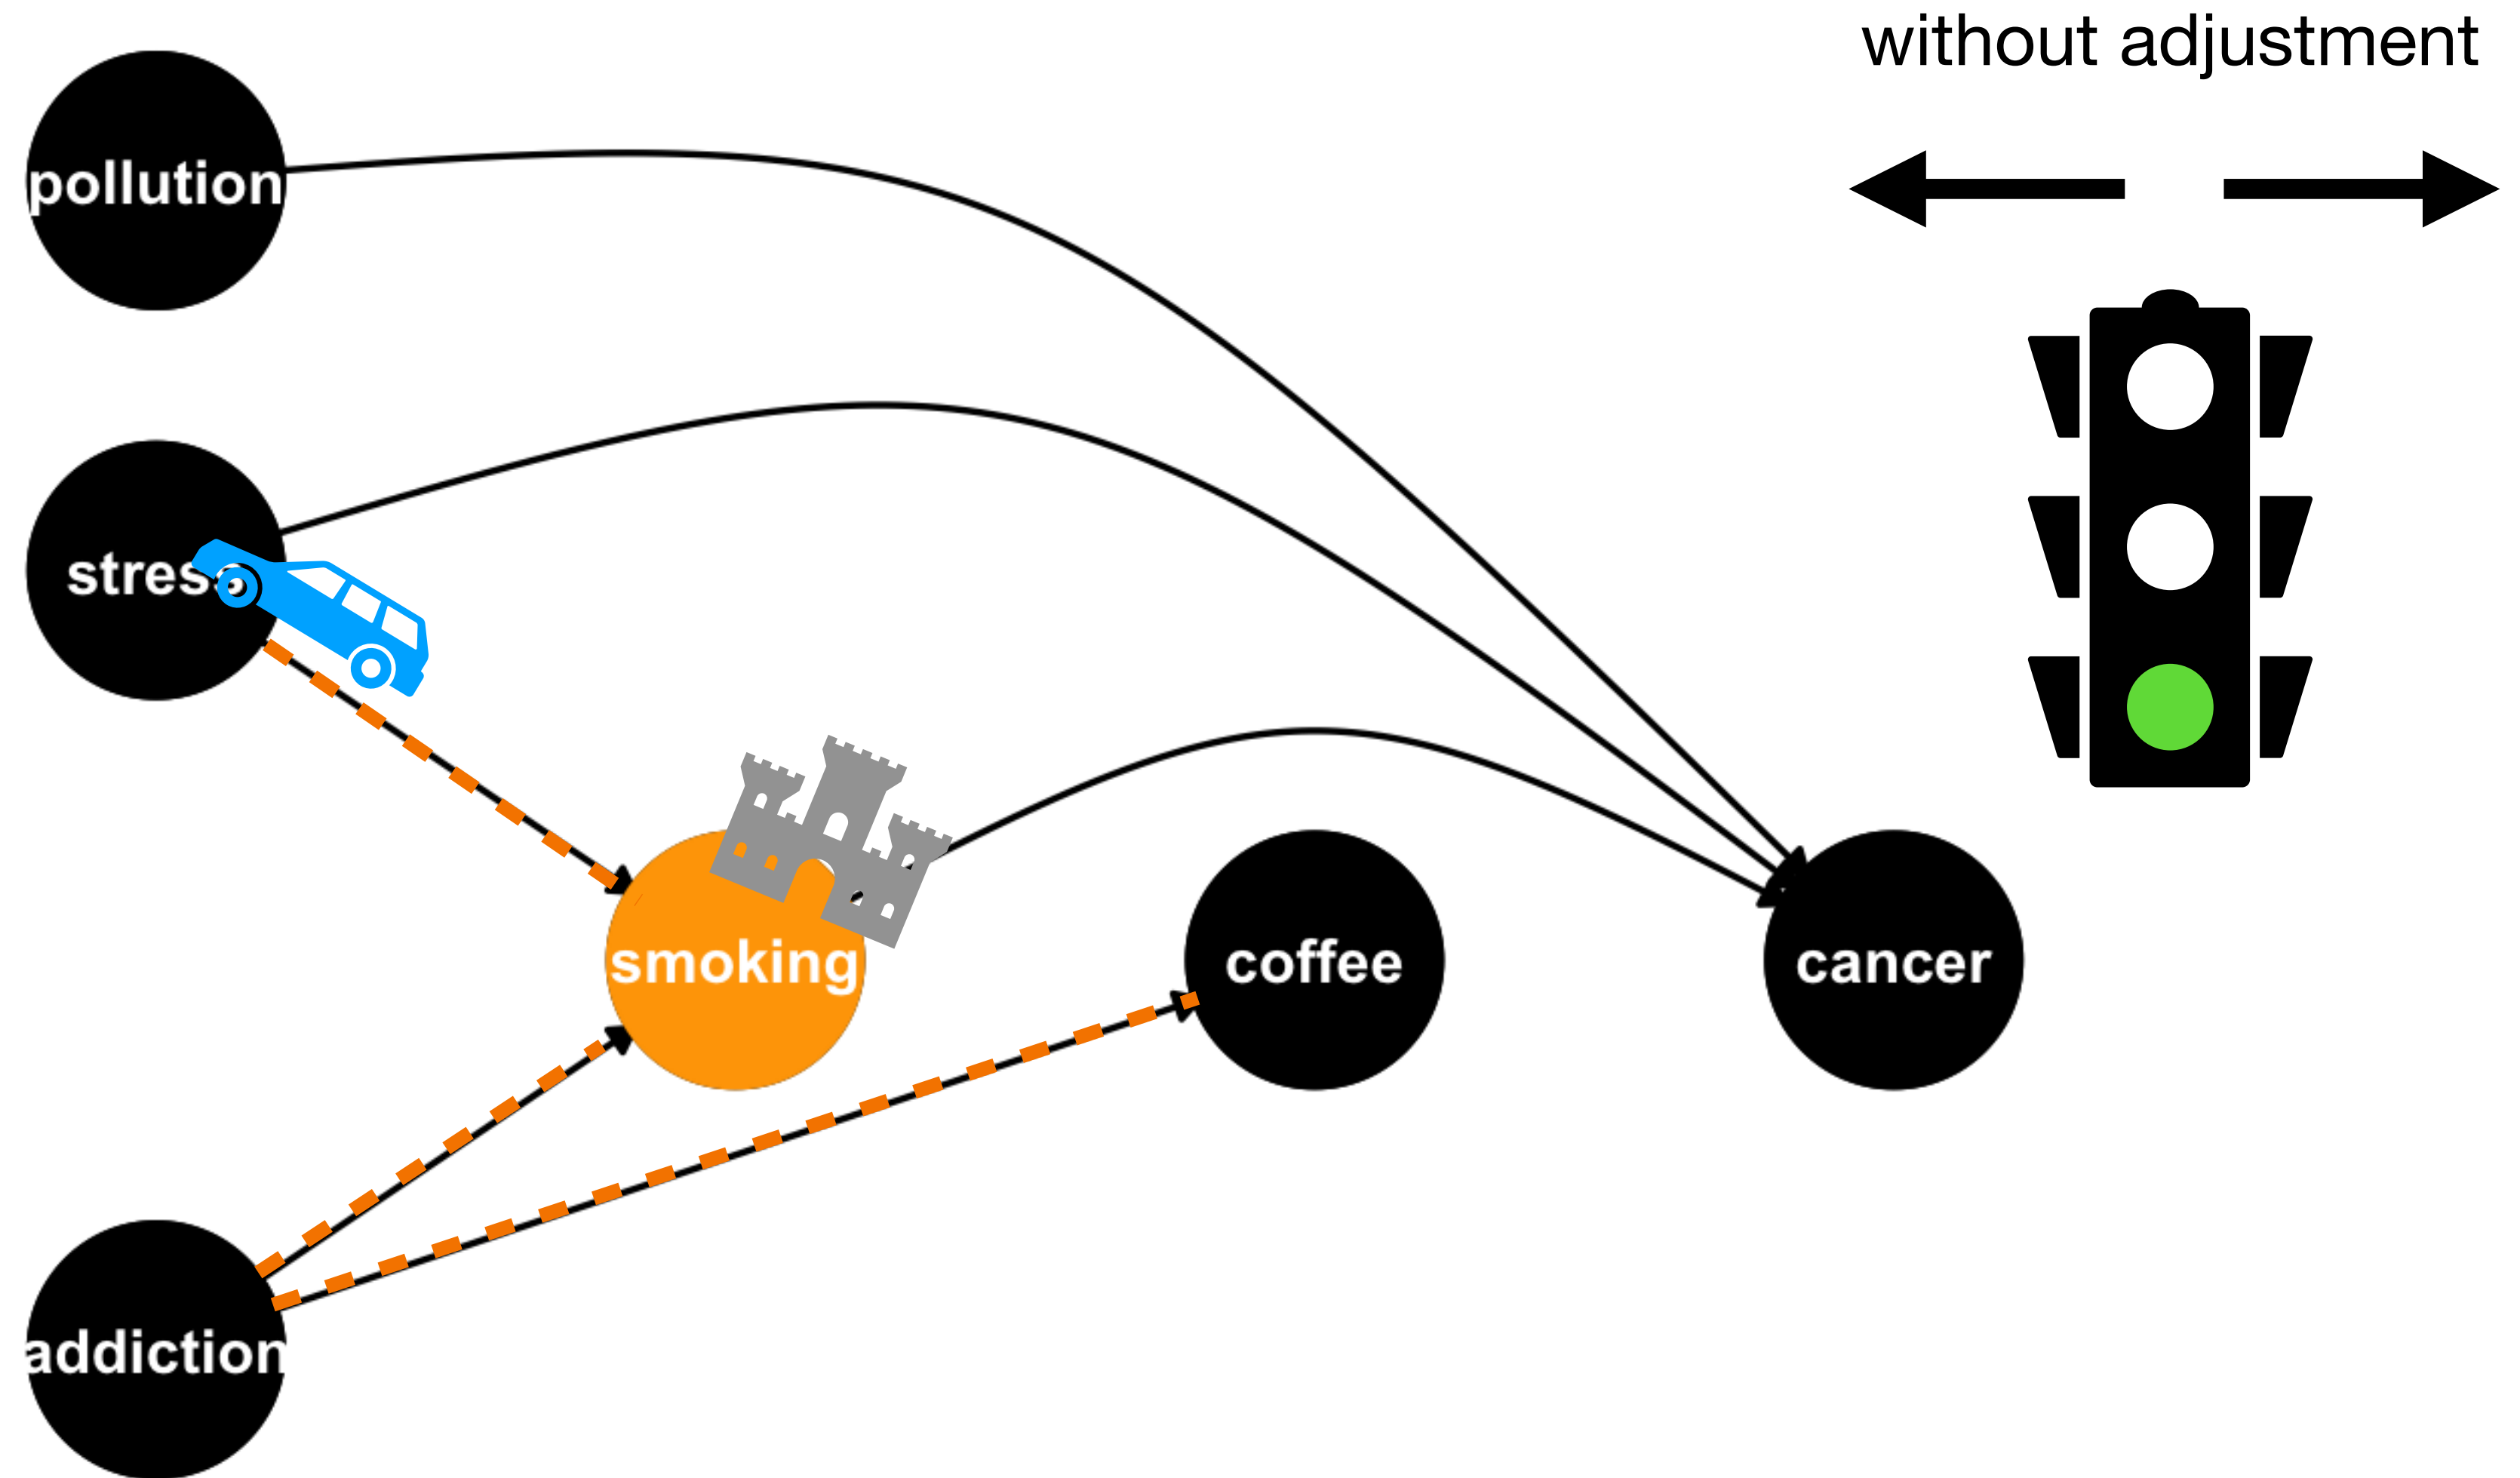 without adjustment
pollution
stress
smoking
coffee
cancer
addiction